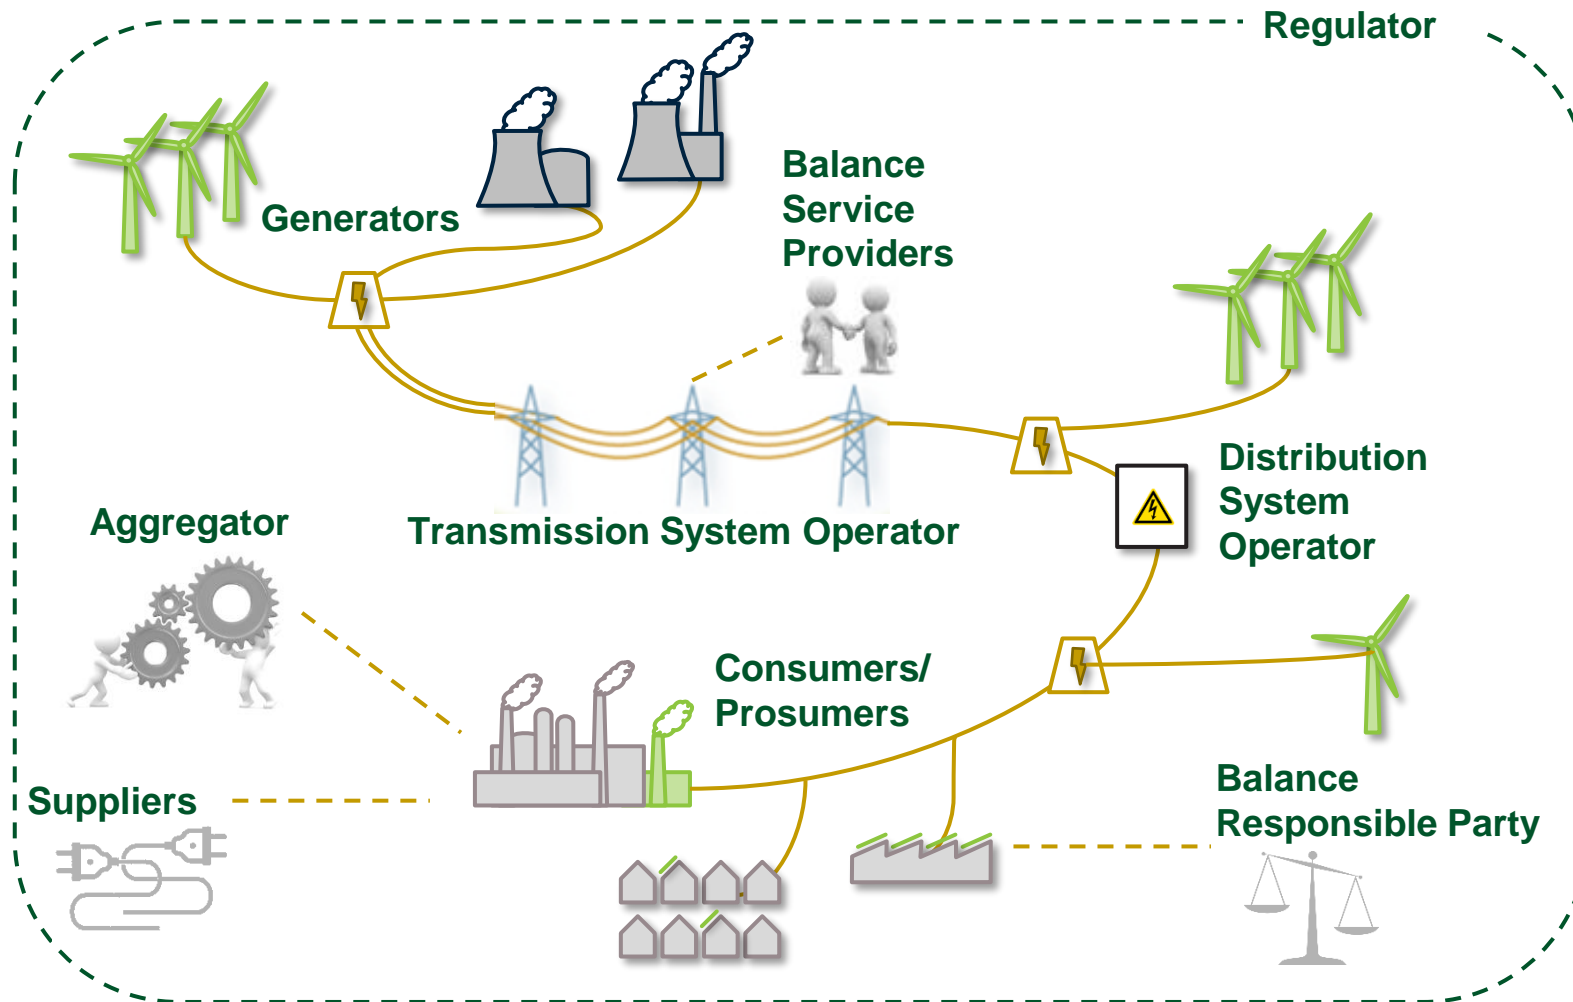 Regulator
Generators
Balance
Service
Providers
Distribution
System
Operator
Aggregator
Transmission System Operator
Consumers/
Prosumers
Suppliers
Balance
Responsible Party